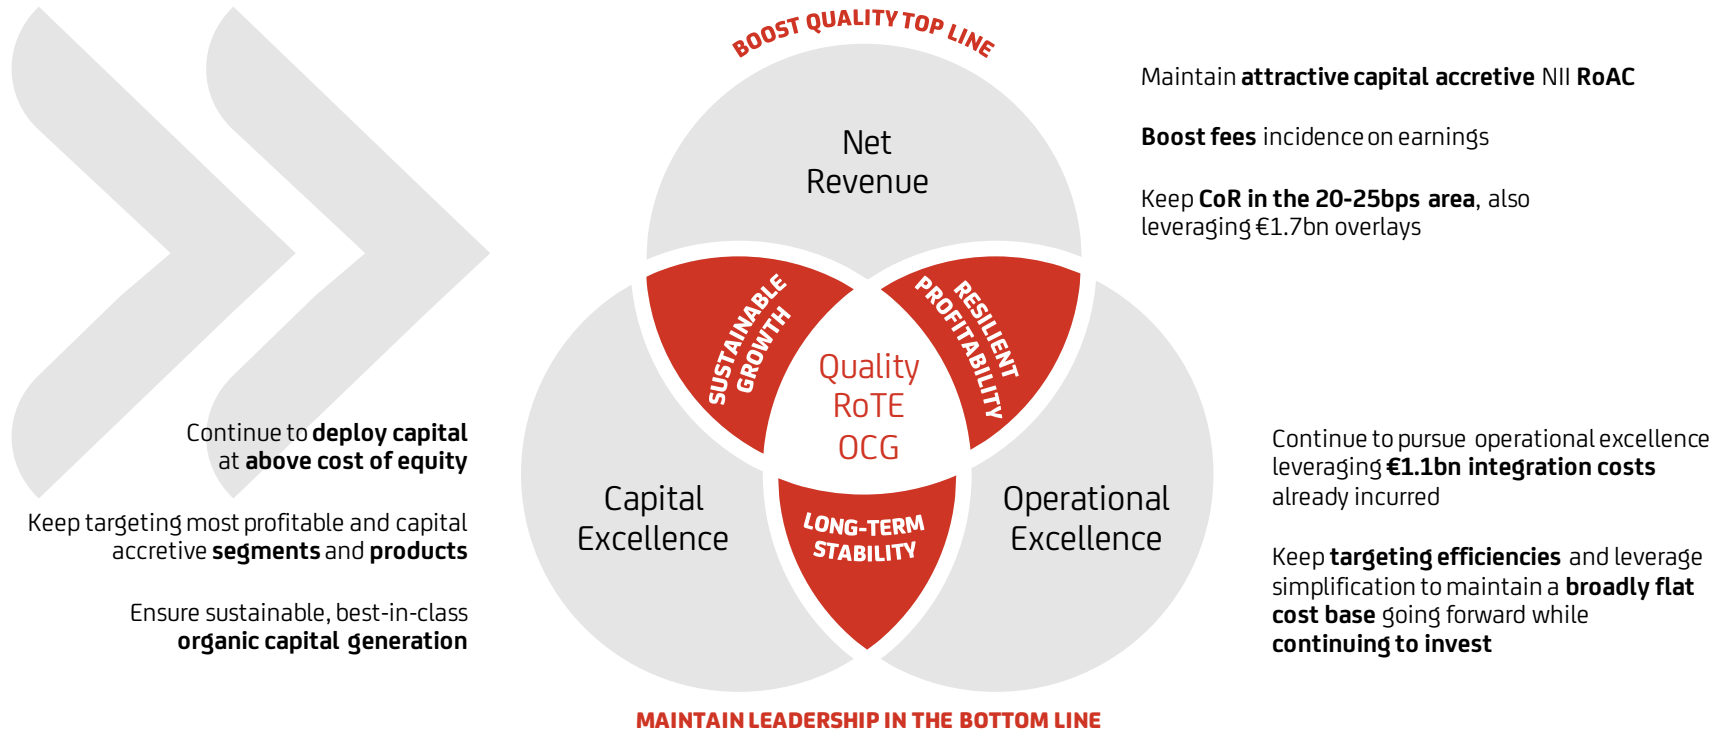 BOOST QUALITY TOP LINE
Net
Revenue
Maintain attractive capital accretive NII RoAC
Boost fees incidence on earnings
Keep CoR in the 20-25bps area, also
leveraging €1.7bn overlays
SUSTAINABLE
GROWTH
RESILIENT
PROFITABILITY
Quality
RoTE
OCG
Continue to deploy capital
at above cost of equity
Keep targeting most profitable and capital
accretive segments and products
Ensure sustainable, best-in-class
organic capital generation
Capital
Excellence
LONG-TERM
STABILITY
Operational
Excellence
Continue to pursue operational excellence
leveraging €1.1bn integration costs
already incurred
Keep targeting efficiencies and leverage
simplification to maintain a broadly flat
cost base going forward while
continuing to invest
MAINTAIN LEADERSHIP IN THE BOTTOM LINE